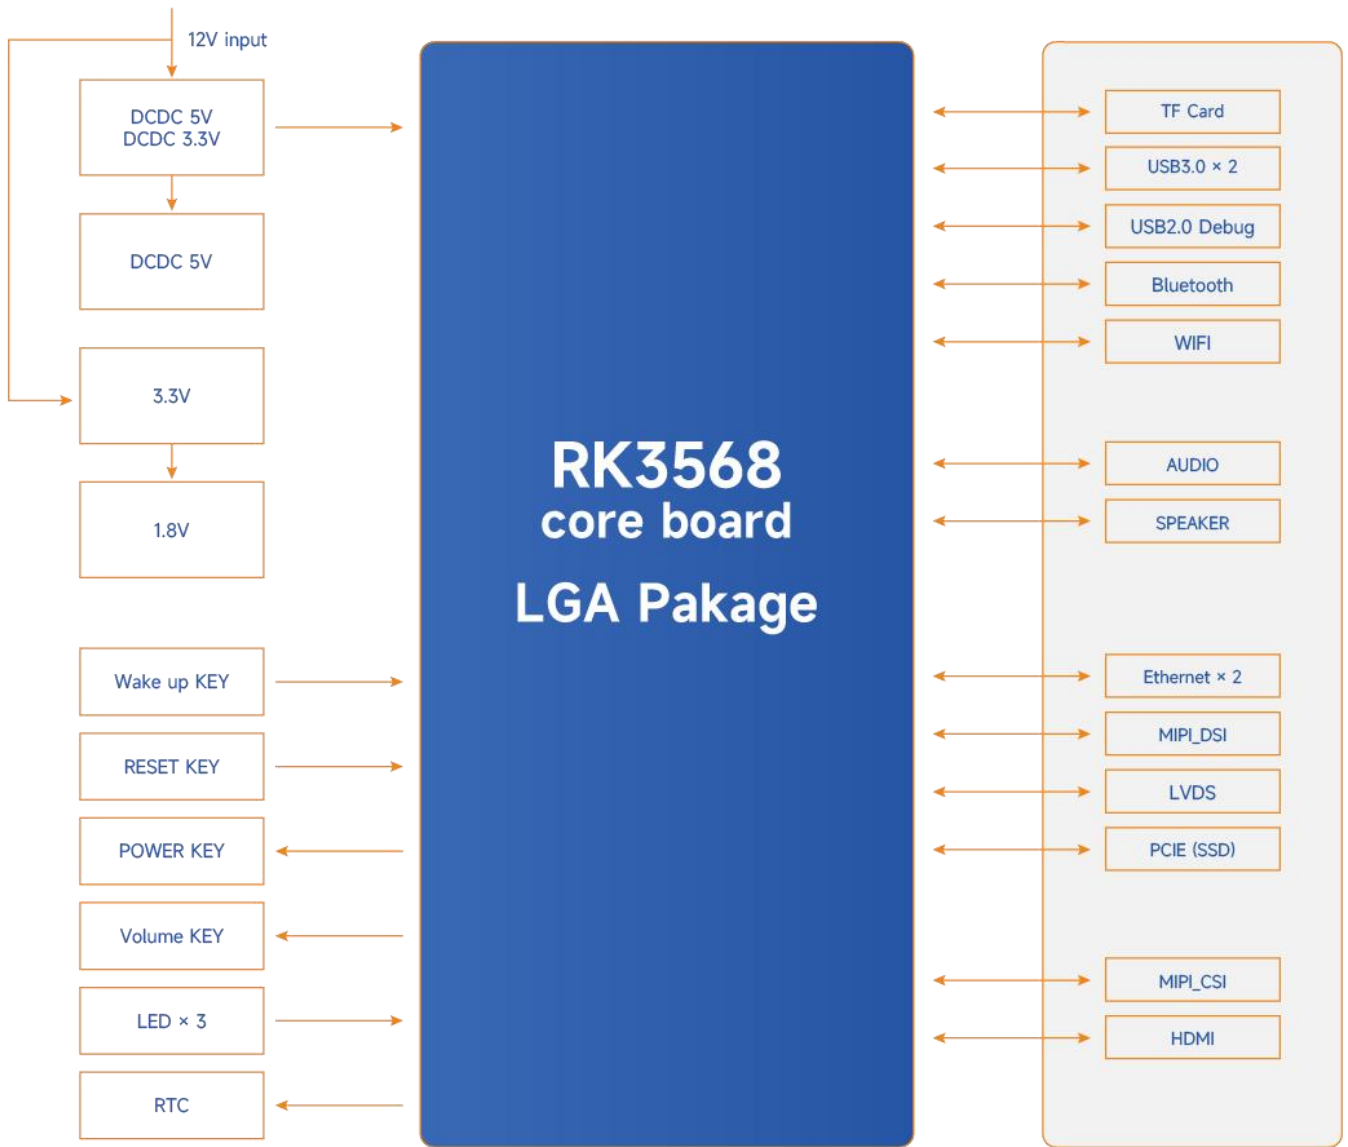 12V input
DCDC 5V
DCDC 3.3V
DCDC 5V
3.3V
1.8V
Wake up KEY
RESET KEY
POWER KEY
Volume KEY
LED × 3
RTC
RK3568
core board
LGA Pakage
TF Card
USB3.0 × 2
USB2.0 Debug
Bluetooth
WIFI
AUDIO
SPEAKER
Ethernet × 2
MIPI_DSI
LVDS
PCIE (SSD)
MIPI_CSI
HDMI